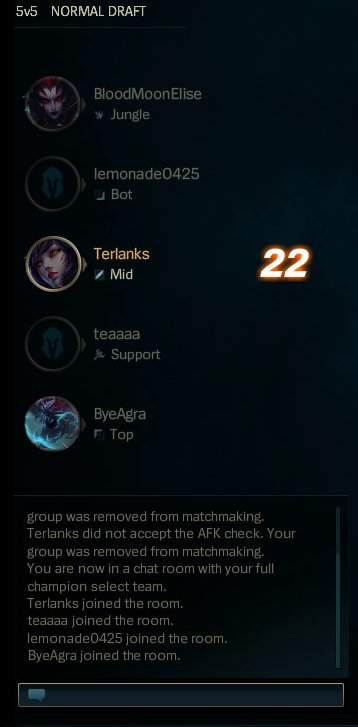 5v5 NORMAL DRAFT
BloodMoonElise
Jungle
lemonade0425
Bot
Terlanks
Mid
22
teaaaa
Support
ByeAgra
Top
group was removed from matchmaking.
Terlanks did not accept the AFK check. Your
group was removed from matchmaking.
You are now in a chat room with your full
champion select team.
Terlanks joined the room.
teaaaa joined the room.
lemonade0425 joined the room.
ByeAgra joined the room.